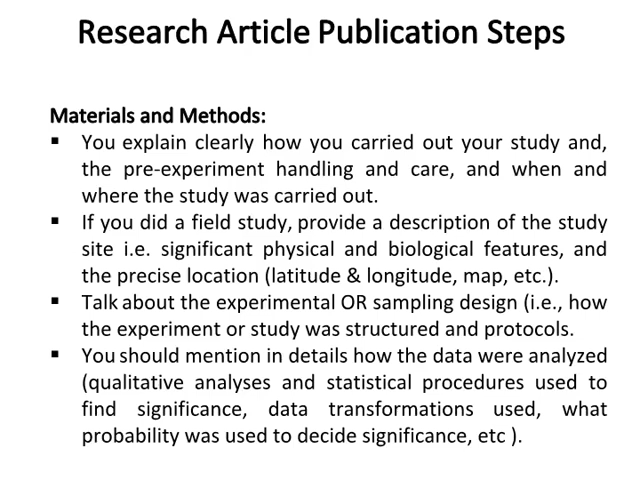 Research Article Publication Steps
Materials and Methods:
▪ You explain clearly how you carried out your study and,
the pre-experiment handling and care, and when and
where the study was carried out.
▪ If you did a field study, provide a description of the study
site i.e. significant physical and biological features, and
the precise location (latitude & longitude, map, etc.).
▪ Talk about the experimental OR sampling design (i.e., how
the experiment or study was structured and protocols.
▪ You should mention in details how the data were analyzed
(qualitative analyses and statistical procedures used to
find significance, data transformations used, what
probability was used to decide significance, etc ).